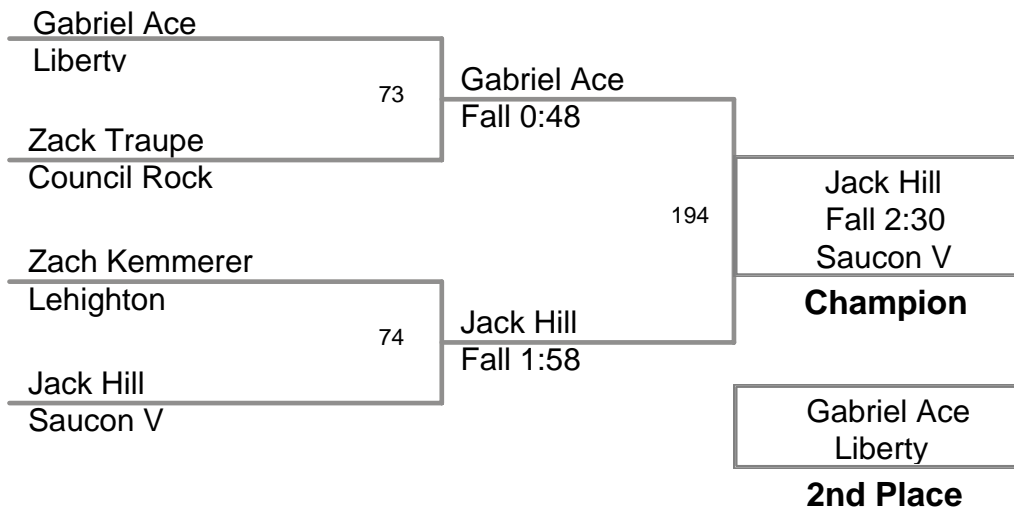 Gabriel Ace
Liberty
73
Zack Traupe
Council Rock
Gabriel Ace
Fall 0:48
Zach Kemmerer
Lehighton
74
Jack Hill
Saucon V
Jack Hill
Fall 1:58
194
Jack Hill
Fall 2:30
Saucon V
Champion
Gabriel Ace
Liberty
2nd Place